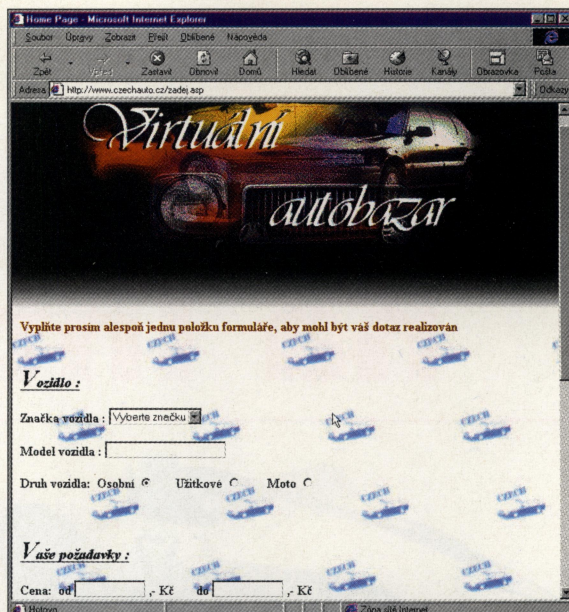 Home Page - Microsoft Internet Explorer
Soubor Úpravy Zobrazit Přejít Oblíbené Nápověda
Zpět Vpřed Zastavit Obnovit Domů Hledat Oblíbené Historie Kanály Obrazovka Pošta
Adresa http://www.czechauto.cz/zadej.asp Odkazy
Virtuální
autobazar
Vyplňte prosím alespoň jednu položku formuláře, aby mohl být váš dotaz realizován
Vozidlo :
Značka vozidla : Vyberte značku
Model vozidla :
Druh vozidla: Osobní Užitkové Moto
Vaše požadavky :
Cena: od ,- Kč do ,- Kč
Hotovo Zóna sítě Internet